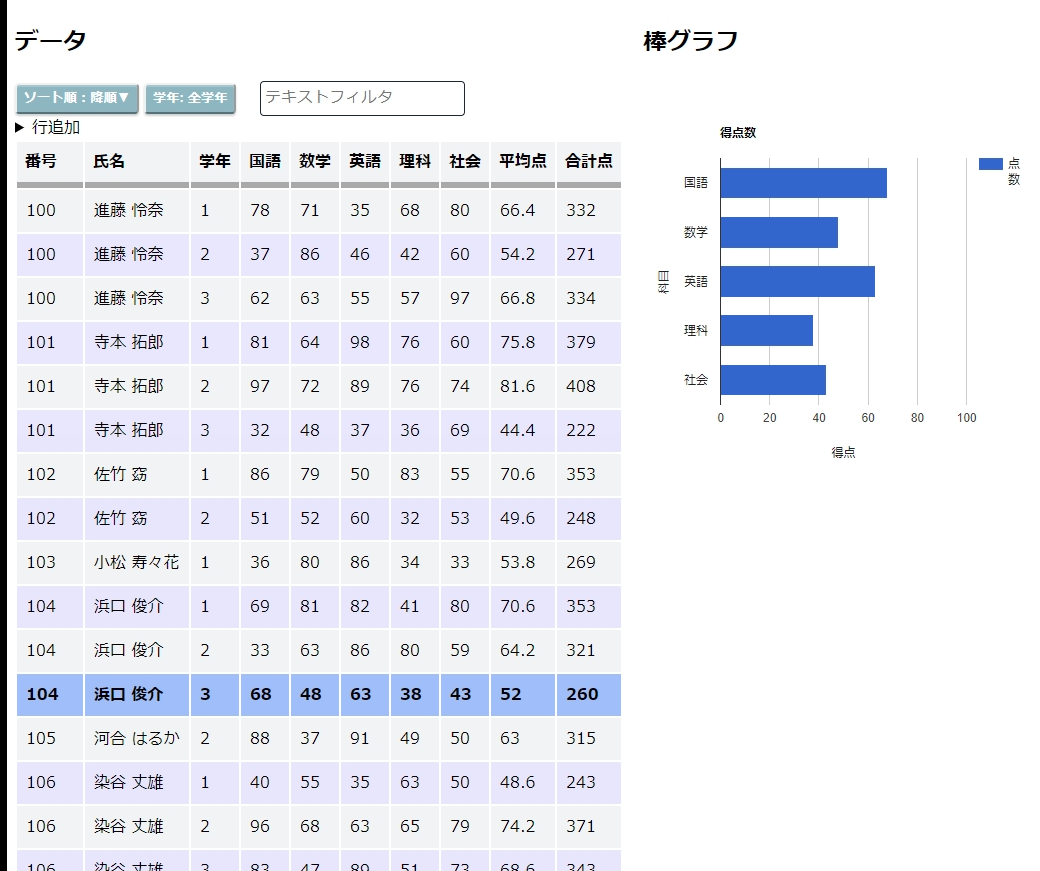 データ
ソート順：降順▼ 学年: 全学年 テキストフィルタ
▶ 行追加
番号 氏名 学年 国語 数学 英語 理科 社会 平均点 合計点
100 進藤 怜奈 1 78 71 35 68 80 66.4 332
100 進藤 怜奈 2 37 86 46 42 60 54.2 271
100 進藤 怜奈 3 62 63 55 57 97 66.8 334
101 寺本 拓郎 1 81 64 98 76 60 75.8 379
101 寺本 拓郎 2 97 72 89 76 74 81.6 408
101 寺本 拓郎 3 32 48 37 36 69 44.4 222
102 佐竹 窈 1 86 79 50 83 55 70.6 353
102 佐竹 窈 2 51 52 60 32 53 49.6 248
103 小松 寿々花 1 36 80 86 34 33 53.8 269
104 浜口 俊介 1 69 81 82 41 80 70.6 353
104 浜口 俊介 2 33 63 86 80 59 64.2 321
104 浜口 俊介 3 68 48 63 38 43 52 260
105 河合 はるか 2 88 37 91 49 50 63 315
106 染谷 丈雄 1 40 55 35 63 50 48.6 243
106 染谷 丈雄 2 96 68 63 65 79 74.2 371
106 染谷 丈雄 3 83 47 89 51 73 68.6 343
棒グラフ
得点数
点
数
国語
数学
英語
理科
社会
科目
0 20 40 60 80 100
得点